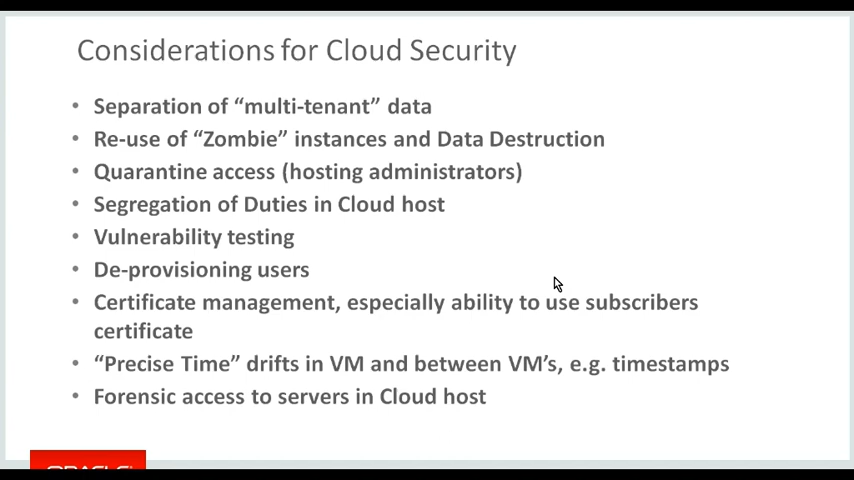 Considerations for Cloud Security
• Separation of “multi-tenant” data
• Re-use of “Zombie” instances and Data Destruction
• Quarantine access (hosting administrators)
• Segregation of Duties in Cloud host
• Vulnerability testing
• De-provisioning users
• Certificate management, especially ability to use subscribers
certificate
• “Precise Time” drifts in VM and between VM’s, e.g. timestamps
• Forensic access to servers in Cloud host
ORACLE